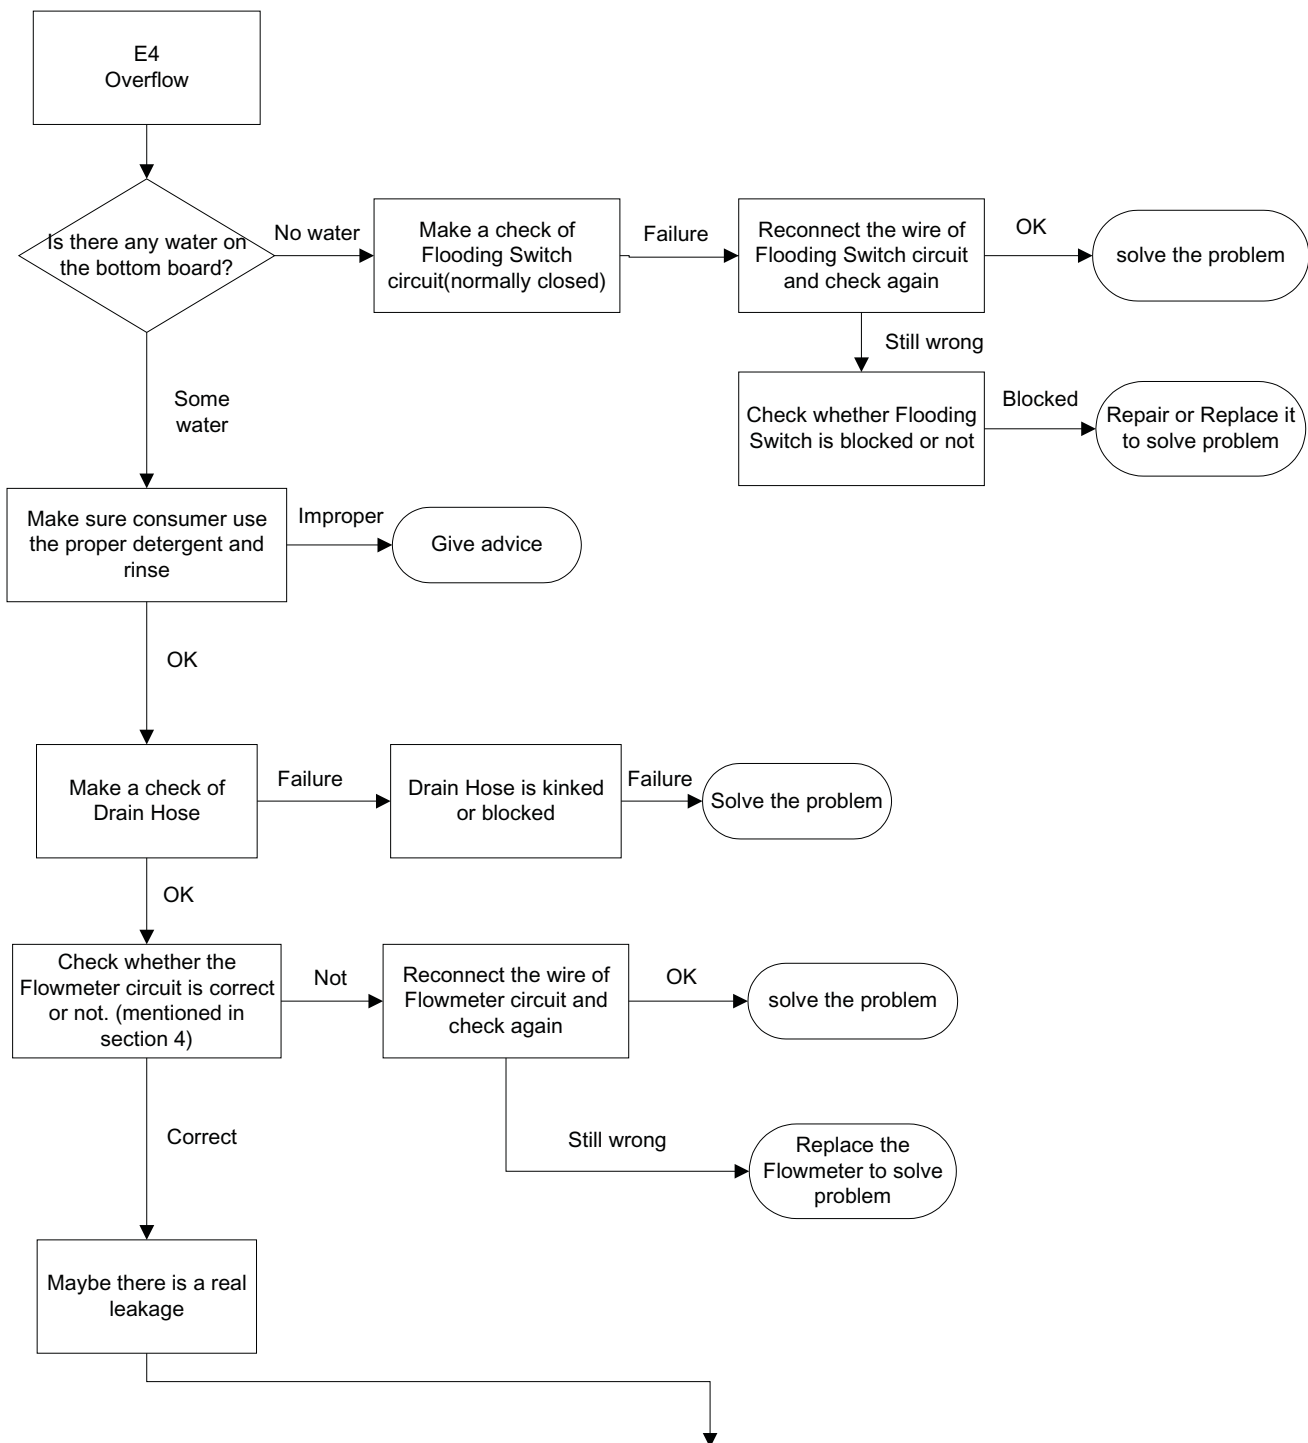 E4
Overflow
Is there any water on
the bottom board?
No water
Make a check of
Flooding Switch
circuit(normally closed)
Failure
Reconnect the wire of
Flooding Switch circuit
and check again
OK
solve the problem
Still wrong
Check whether Flooding
Switch is blocked or not
Blocked
Repair or Replace it
to solve problem
Some
water
Make sure consumer use
the proper detergent and
rinse
Improper
Give advice
OK
Make a check of
Drain Hose
Failure
Drain Hose is kinked
or blocked
Failure
Solve the problem
OK
Check whether the
Flowmeter circuit is correct
or not. (mentioned in
section 4)
Not
Reconnect the wire of
Flowmeter circuit and
check again
OK
solve the problem
Correct
Still wrong
Replace the
Flowmeter to solve
problem
Maybe there is a real
leakage